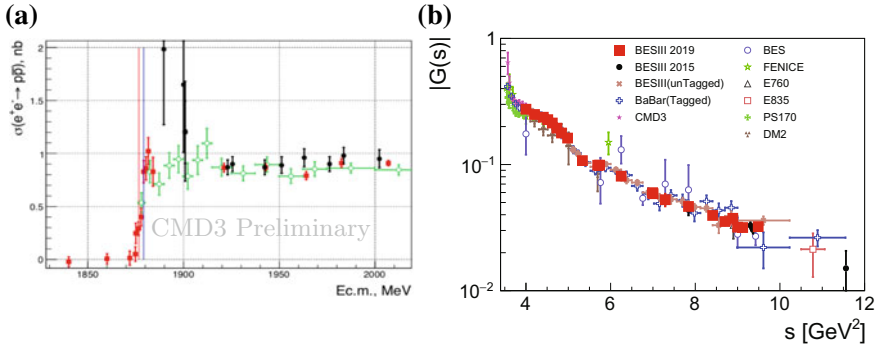 (a)
σ(e⁺e⁻→ pp̄), nb
2
1.5
1
0.5
0
CMD3 Preliminary
1850
1900
1950
2000
Ec.m., MeV
(b)
|G(s)|
1
10⁻¹
10⁻²
BESIII 2019
BESIII 2015
BESIII(unTagged)
BaBar(Tagged)
CMD3
BES
FENICE
E760
E835
PS170
DM2
4
6
8
10
12
s [GeV²]